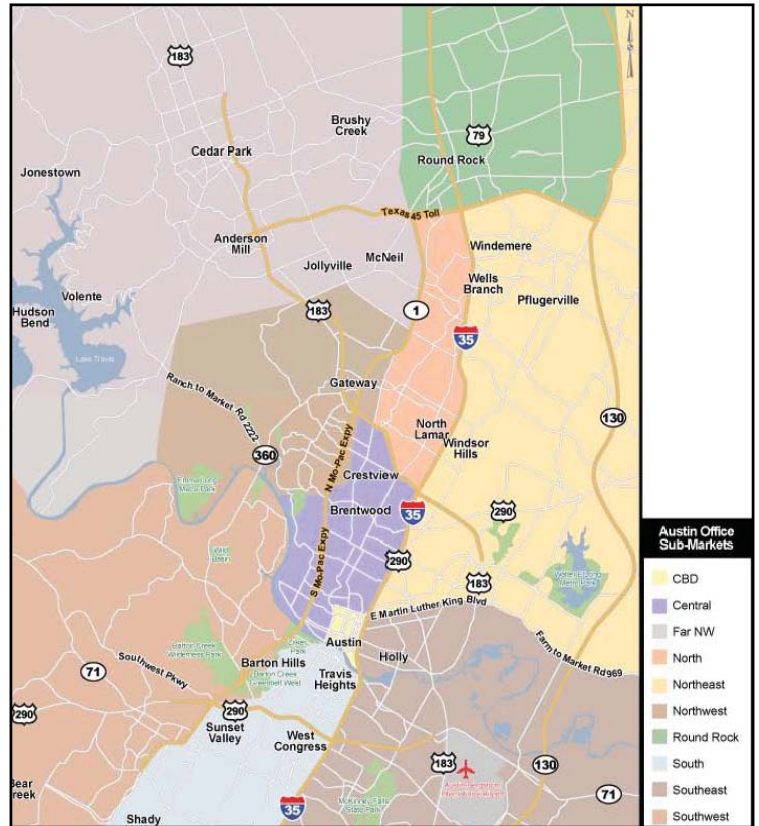 N
183
79
Brushy
Creek
Cedar Park
Round Rock
Jonestown
Texas 45 Toll
Anderson
Mill
Windemere
McNeil
Jollyville
Wells
Branch
Volente
Pflugerville
Hudson
Bend
183
1
35
Lake Travis
Gateway
Ranch to Market Rd 2222
130
North
Lamar
Windsor
Hills
360
N Mo-Pac Expy
Crestview
Brentwood
35
290
S Mo-Pac Expy
290
183
E Martin Luther King Blvd
Austin
Farm to Market Rd 969
Holly
Barton Hills
Travis
Heights
71
Southwest Pkwy
290
290
Sunset
Valley
West
Congress
183
130
71
Shady
35
Austin Office
Sub-Markets
CBD
Central
Far NW
North
Northeast
Northwest
Round Rock
South
Southeast
Southwest